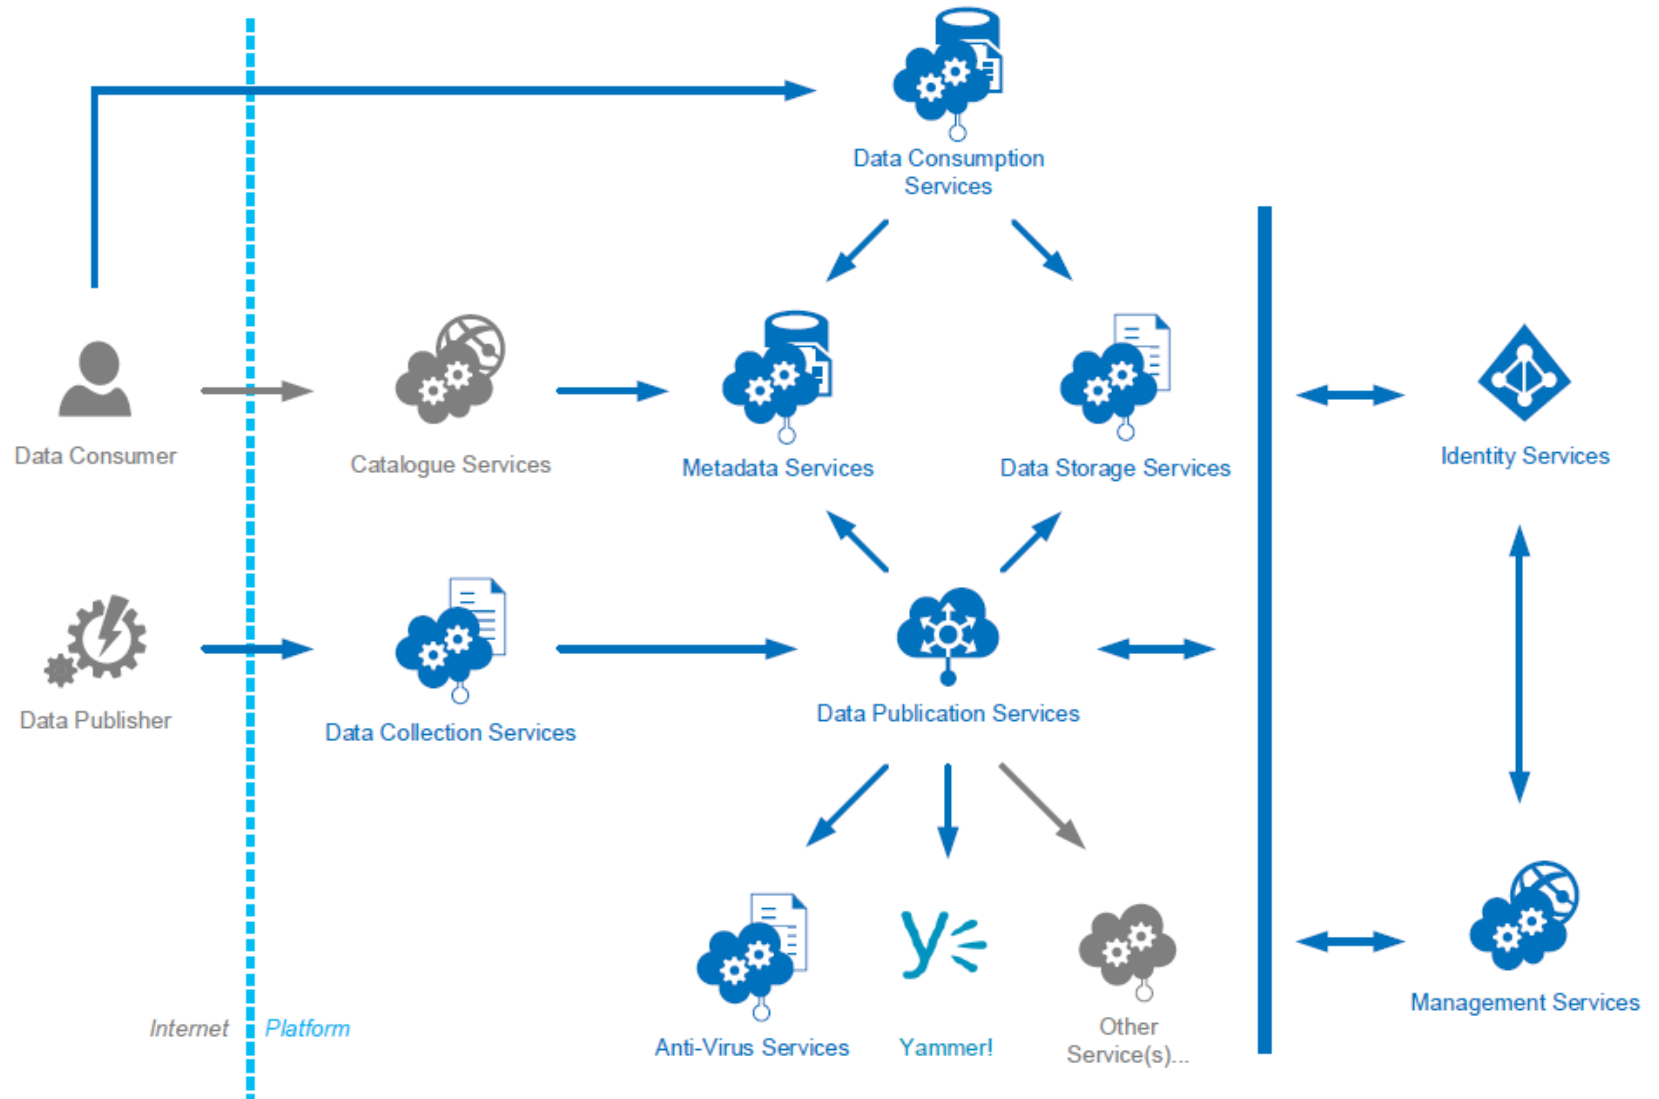 Data Consumption
Services
Data Consumer
Catalogue Services
Metadata Services
Data Storage Services
Identity Services
Data Publisher
Data Collection Services
Data Publication Services
Management Services
Internet
Platform
Anti-Virus Services
Yammer!
Other
Service(s)...